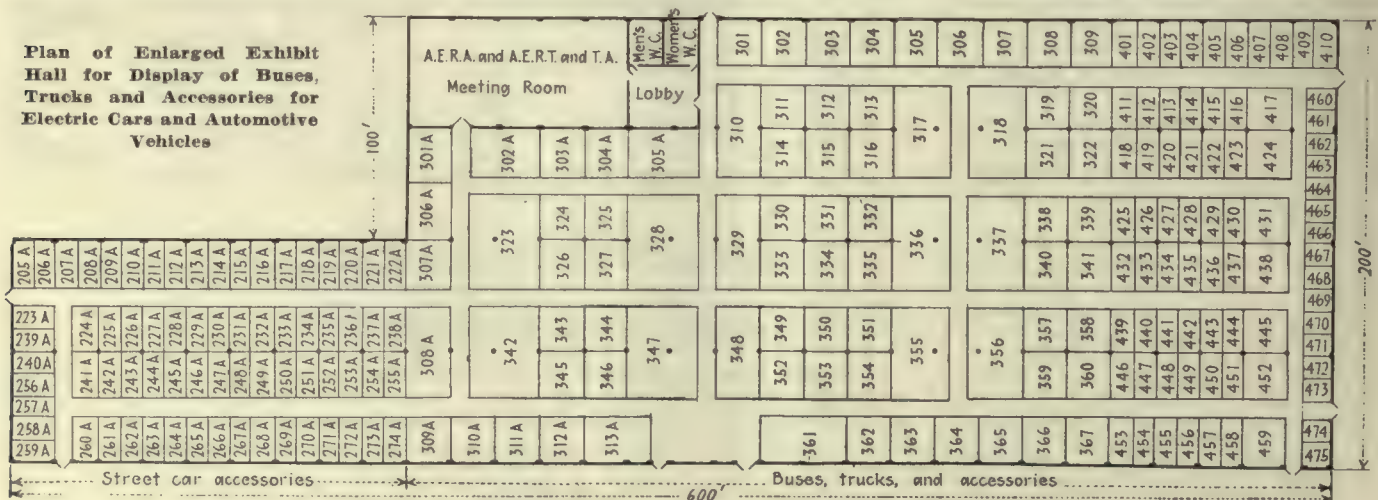 Plan of Enlarged Exhibit
Hall for Display of Buses,
Trucks and Accessories for
Electric Cars and Automotive
Vehicles
100'
A.E.R.A. and A.E.R.T. and T.A.
Meeting Room
Men's W.C.
Women's W.C.
Lobby
301 302 303 304 305 306 307 308 309 401 402 403 404 405 406 407 408 409 410
310 311 312 313 317 318 319 320 411 412 413 414 415 416 417
314 315 316 321 322 418 419 420 421 422 423 424
460
461
462
463
464
465
466
467
468
469
470
471
472
473
474
475
200'
301 A 302 A 303 A 304 A 305 A
306 A
307 A
323 324 325 328 329 330 331 332 336 337 338 339 425 426 427 428 429 430 431
326 327 333 334 335 340 341 432 433 434 435 436 437 438
205 A 206 A 207 A 208 A 209 A 210 A 211 A 212 A 213 A 214 A 215 A 216 A 217 A 218 A 219 A 220 A 221 A 222 A
223 A
239 A
240 A
256 A
257 A
258 A
259 A
224 A 225 A 226 A 227 A 228 A 229 A 230 A 231 A 232 A 233 A 234 A 235 A 236 237 A 238 A
241 A 242 A 243 A 244 A 245 A 246 A 247 A 248 A 249 A 250 A 251 A 252 A 253 A 254 A 255 A
308 A 342 343 344 347 348 349 350 351 355 356 357 358 439 440 441 442 443 444 445
345 346 352 353 354 359 360 446 447 448 449 450 451 452
260 A 261 A 262 A 263 A 264 A 265 A 266 A 267 A 268 A 269 A 270 A 271 A 272 A 273 A 274 A 309 A 310 A 311 A 312 A 313 A 361 362 363 364 365 366 367 453 454 455 456 457 458 459
Street car accessories
Buses, trucks, and accessories
600'